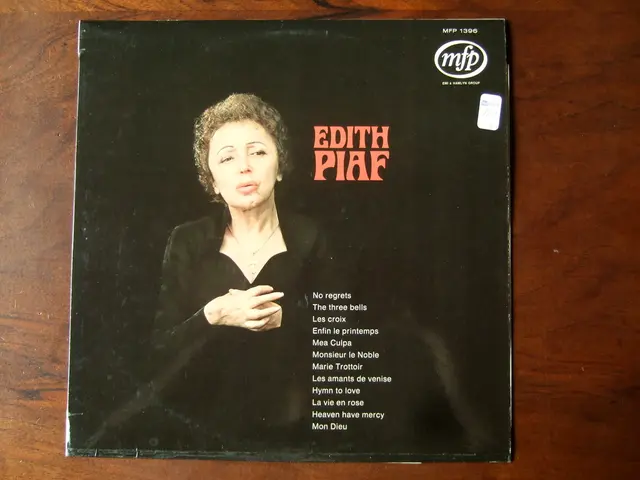 MFP 1396
mfp
EMI & HAMLYN GROUP
EDITH
PIAF
No regrets
The three bells
Les croix
Enfin le printemps
Mea Culpa
Monsieur le Noble
Marie Trottoir
Les amants de venise
Hymn to love
La vie en rose
Heaven have mercy
Mon Dieu